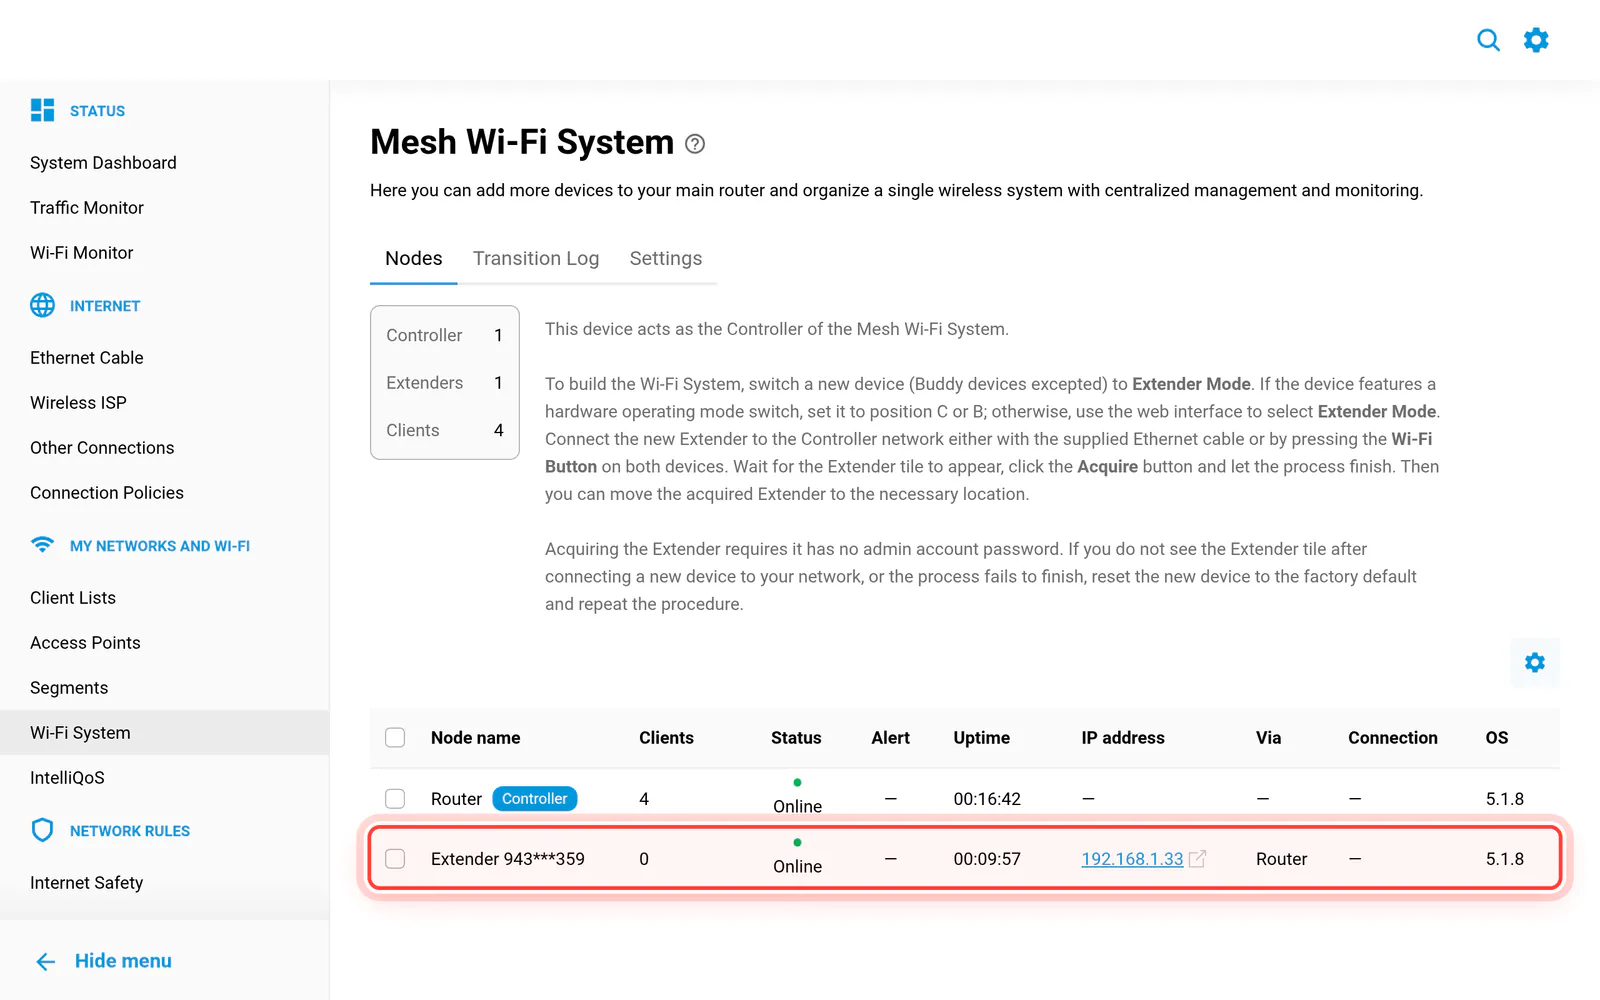 STATUS
System Dashboard
Traffic Monitor
Wi-Fi Monitor
INTERNET
Ethernet Cable
Wireless ISP
Other Connections
Connection Policies
MY NETWORKS AND WI-FI
Client Lists
Access Points
Segments
Wi-Fi System
IntelliQoS
NETWORK RULES
Internet Safety
Hide menu
Mesh Wi-Fi System ?
Here you can add more devices to your main router and organize a single wireless system with centralized management and monitoring.
Nodes Transition Log Settings
Controller 1
Extenders 1
Clients 4
This device acts as the Controller of the Mesh Wi-Fi System.
To build the Wi-Fi System, switch a new device (Buddy devices excepted) to Extender Mode. If the device features a
hardware operating mode switch, set it to position C or B; otherwise, use the web interface to select Extender Mode.
Connect the new Extender to the Controller network either with the supplied Ethernet cable or by pressing the Wi-Fi
Button on both devices. Wait for the Extender tile to appear, click the Acquire button and let the process finish. Then
you can move the acquired Extender to the necessary location.
Acquiring the Extender requires it has no admin account password. If you do not see the Extender tile after
connecting a new device to your network, or the process fails to finish, reset the new device to the factory default
and repeat the procedure.
Node name Clients Status Alert Uptime IP address Via Connection OS
Router Controller 4 Online — 00:16:42 — — — 5.1.8
Extender 943***359 0 Online — 00:09:57 192.168.1.33 Router — 5.1.8